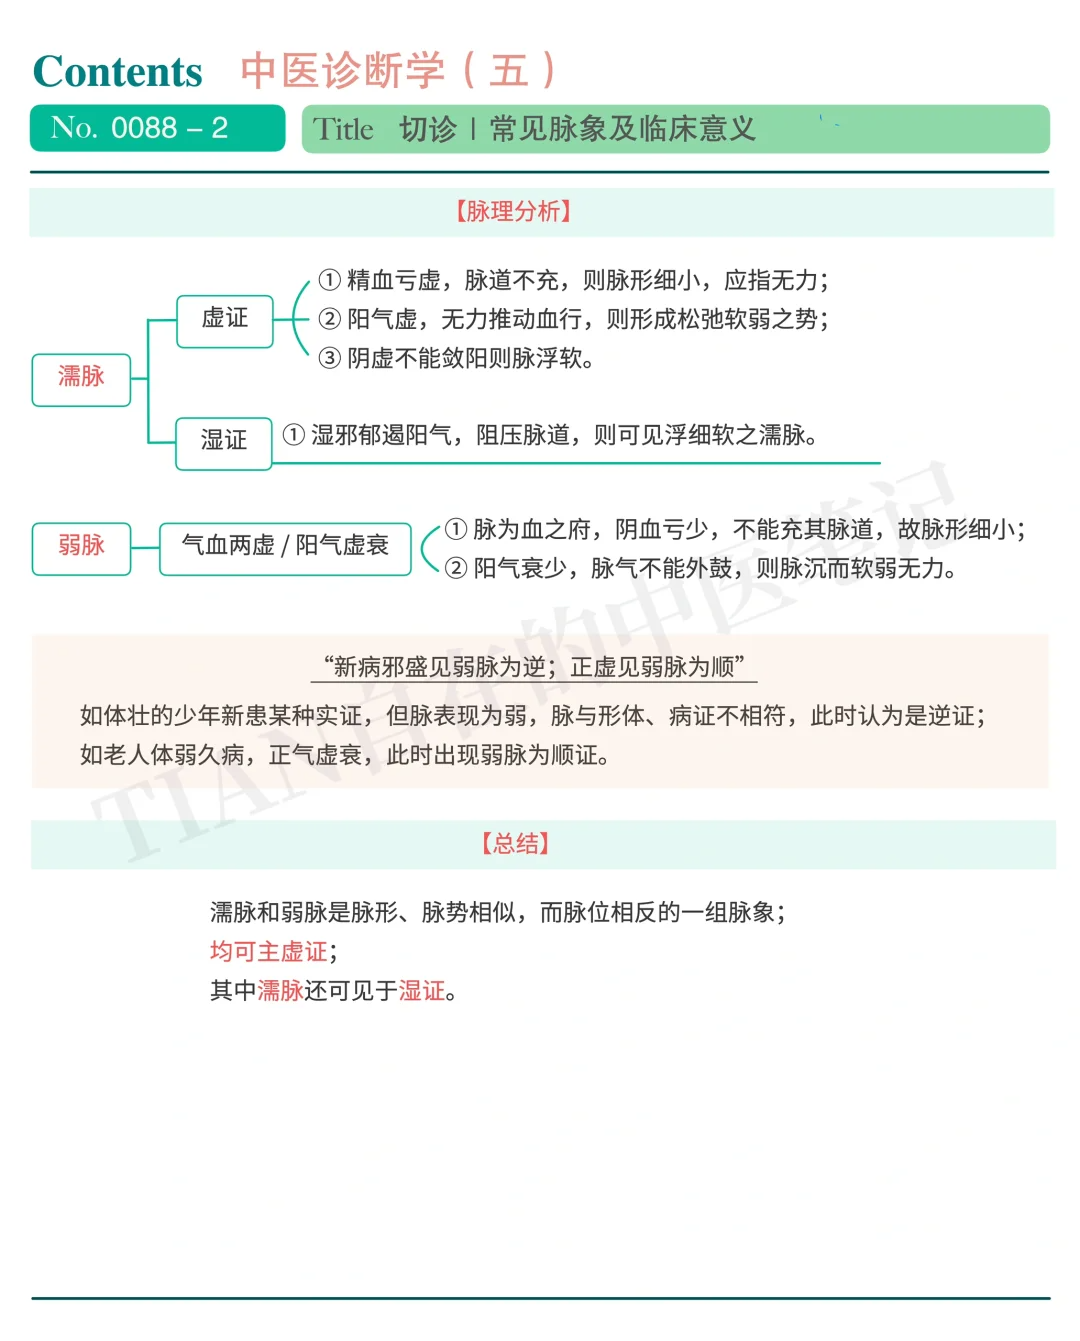 Contents 中医诊断学（五）
No. 0088 – 2
Title 切诊 | 常见脉象及临床意义
【脉理分析】
濡脉
虚证
① 精血亏虚，脉道不充，则脉形细小，应指无力；
② 阳气虚，无力推动血行，则形成松弛软弱之势；
③ 阴虚不能敛阳则脉浮软。
湿证
① 湿邪郁遏阳气，阻压脉道，则可见浮细软之濡脉。
弱脉
气血两虚 / 阳气虚衰
① 脉为血之府，阴血亏少，不能充其脉道，故脉形细小；
② 阳气衰少，脉气不能外鼓，则脉沉而软弱无力。
“新病邪盛见弱脉为逆；正虚见弱脉为顺”
如体壮的少年新患某种实证，但脉表现为弱，脉与形体、病证不相符，此时认为是逆证；
如老人体弱久病，正气虚衰，此时出现弱脉为顺证。
【总结】
濡脉和弱脉是脉形、脉势相似，而脉位相反的一组脉象；
均可主虚证；
其中濡脉还可见于湿证。
TIAN自在的中医笔记